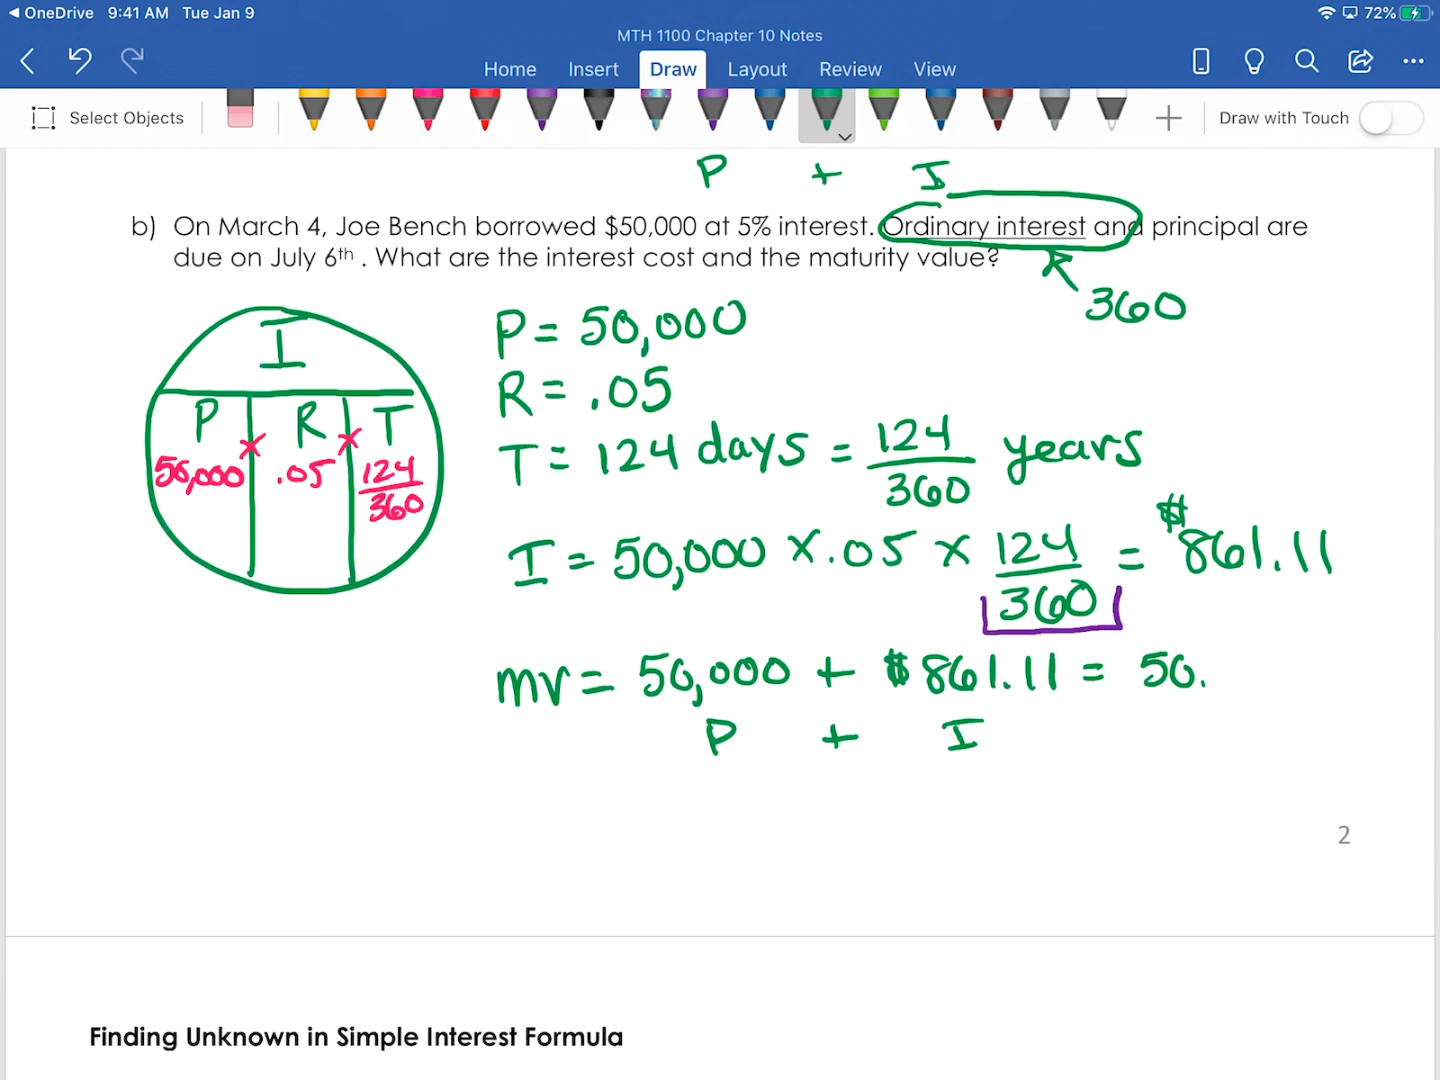 OneDrive 9:41 AM Tue Jan 9 72%
MTH 1100 Chapter 10 Notes
Home Insert Draw Layout Review View
Select Objects Draw with Touch
P + I
b) On March 4, Joe Bench borrowed $50,000 at 5% interest. Ordinary interest and principal are
due on July 6th . What are the interest cost and the maturity value?
360
I
P R T
50,000 × .05 × 124/360
P = 50,000
R = .05
T = 124 days = 124/360 years
I = 50,000 × .05 × 124/360 = $861.11
mv = 50,000 + $861.11 = 50.
P + I
2
Finding Unknown in Simple Interest Formula